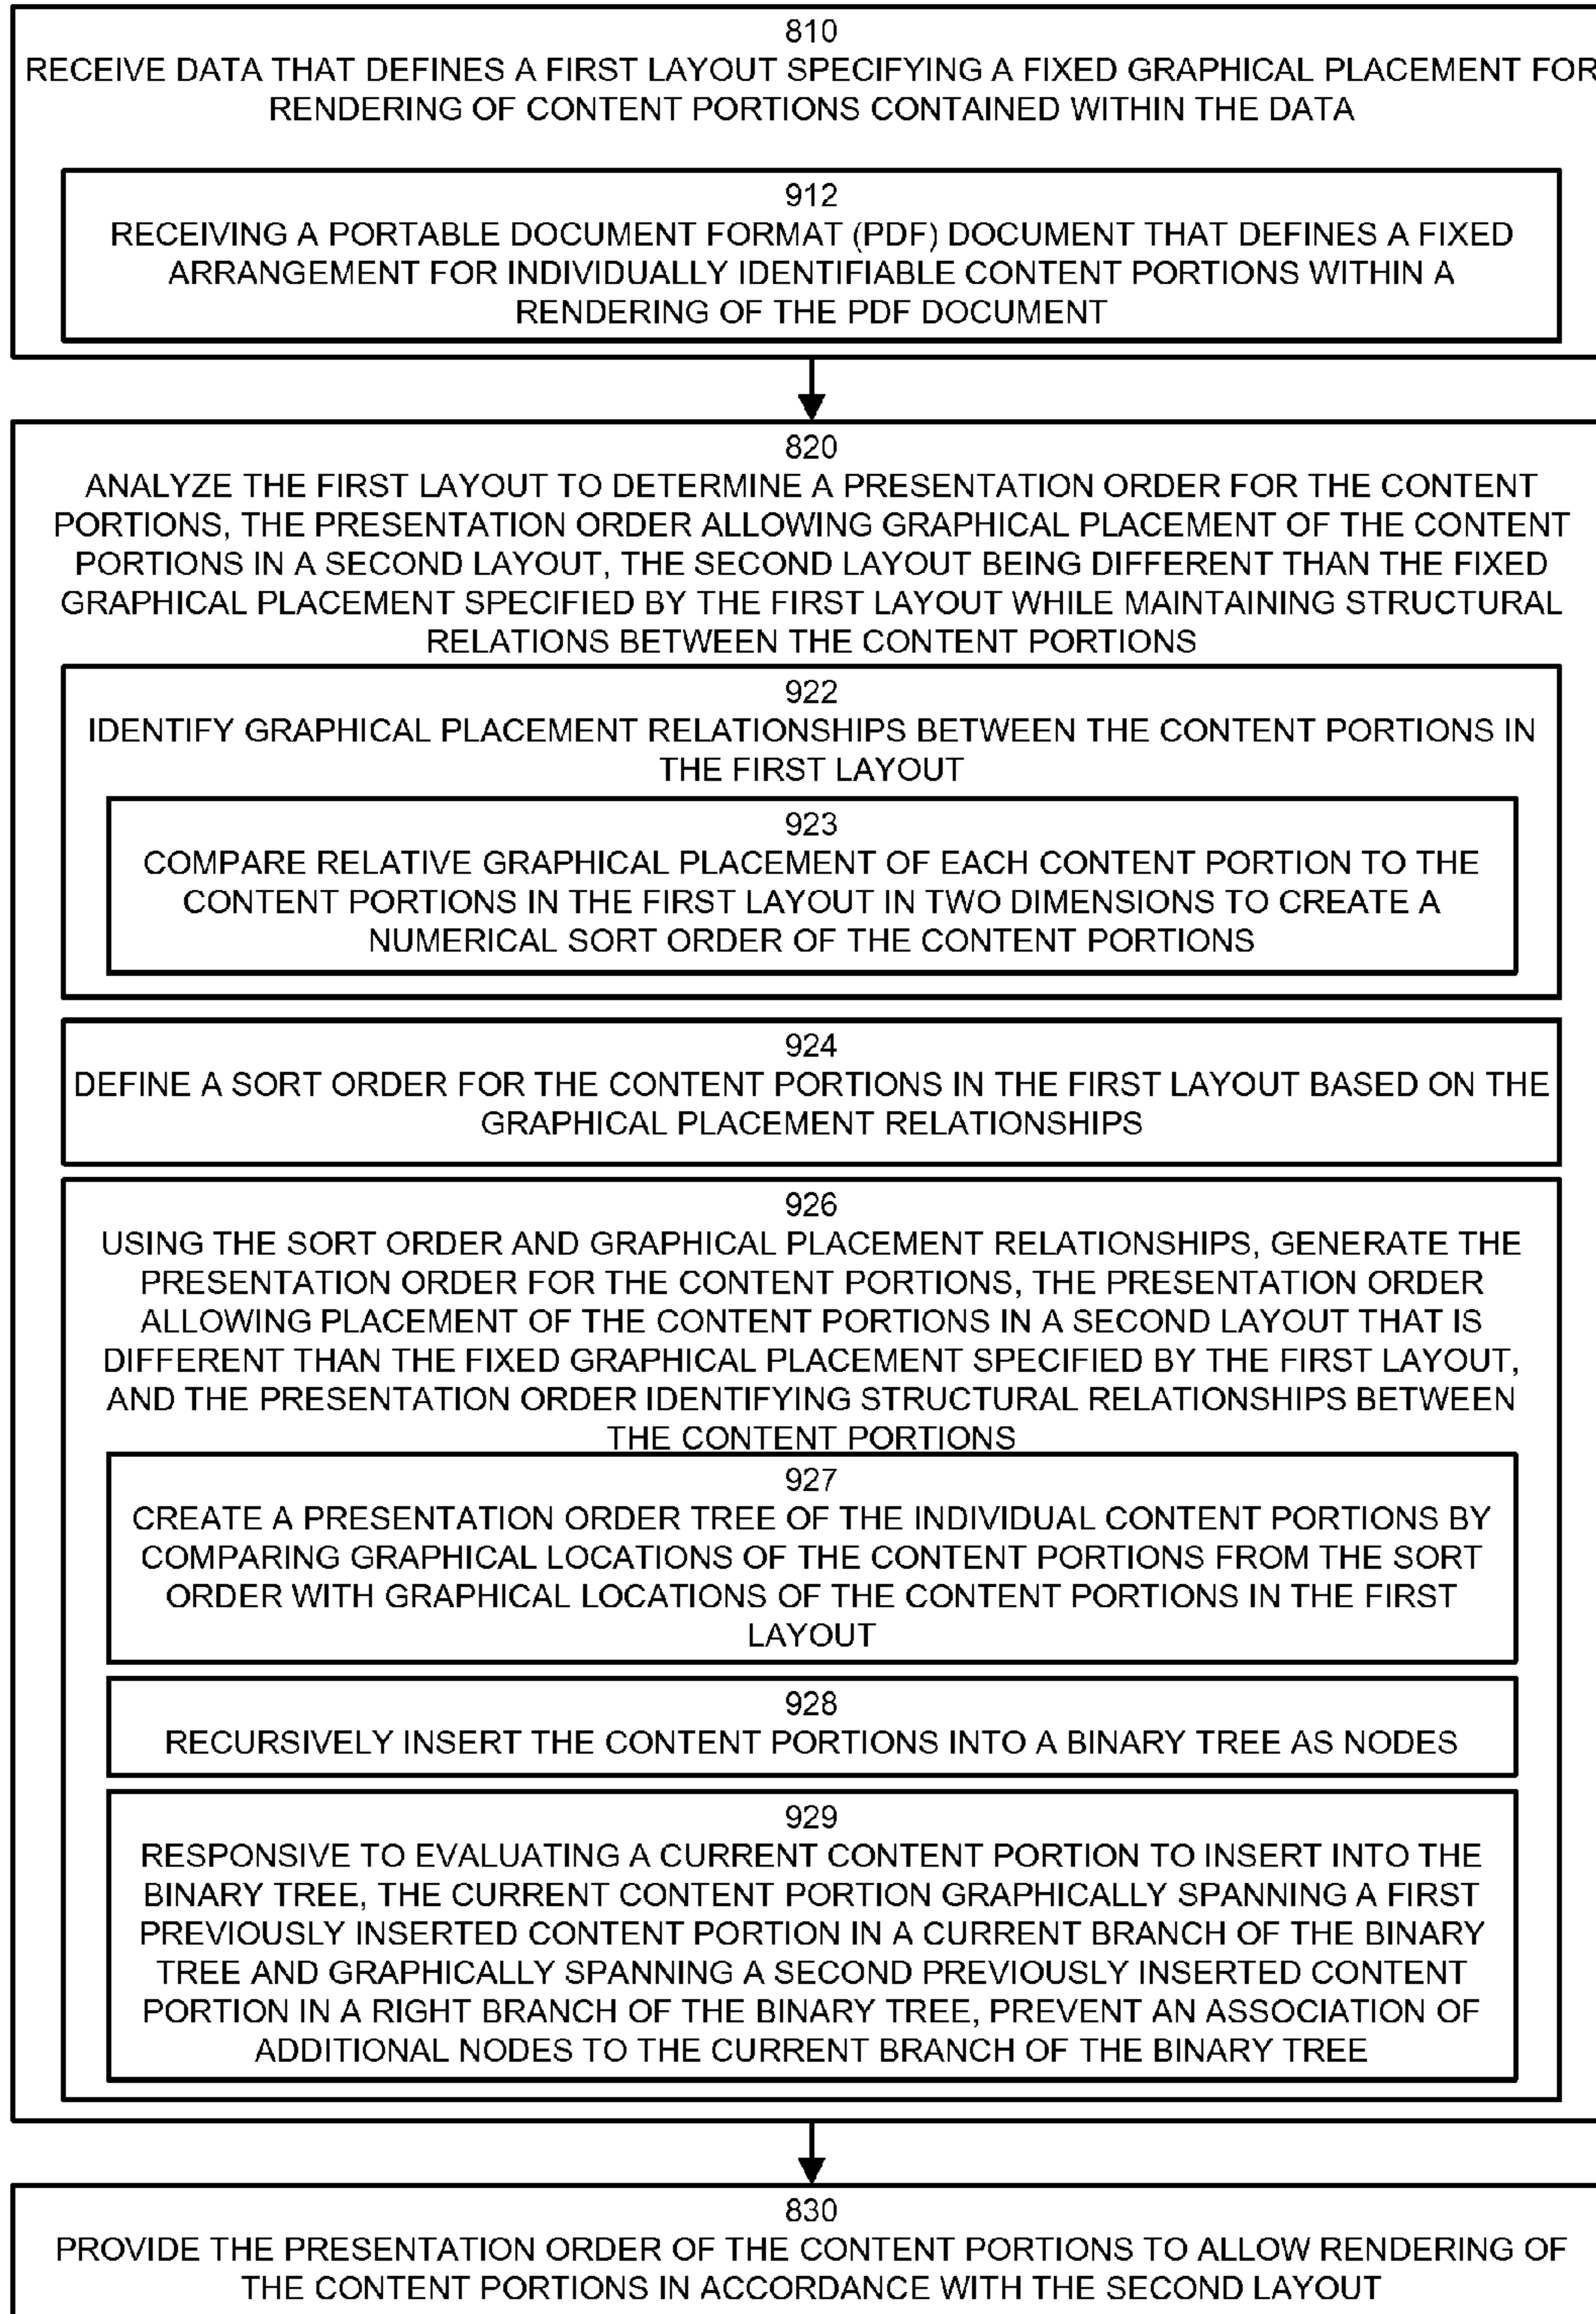 810
RECEIVE DATA THAT DEFINES A FIRST LAYOUT SPECIFYING A FIXED GRAPHICAL PLACEMENT FOR
RENDERING OF CONTENT PORTIONS CONTAINED WITHIN THE DATA
912
RECEIVING A PORTABLE DOCUMENT FORMAT (PDF) DOCUMENT THAT DEFINES A FIXED
ARRANGEMENT FOR INDIVIDUALLY IDENTIFIABLE CONTENT PORTIONS WITHIN A
RENDERING OF THE PDF DOCUMENT
820
ANALYZE THE FIRST LAYOUT TO DETERMINE A PRESENTATION ORDER FOR THE CONTENT
PORTIONS, THE PRESENTATION ORDER ALLOWING GRAPHICAL PLACEMENT OF THE CONTENT
PORTIONS IN A SECOND LAYOUT, THE SECOND LAYOUT BEING DIFFERENT THAN THE FIXED
GRAPHICAL PLACEMENT SPECIFIED BY THE FIRST LAYOUT WHILE MAINTAINING STRUCTURAL
RELATIONS BETWEEN THE CONTENT PORTIONS
922
IDENTIFY GRAPHICAL PLACEMENT RELATIONSHIPS BETWEEN THE CONTENT PORTIONS IN
THE FIRST LAYOUT
923
COMPARE RELATIVE GRAPHICAL PLACEMENT OF EACH CONTENT PORTION TO THE
CONTENT PORTIONS IN THE FIRST LAYOUT IN TWO DIMENSIONS TO CREATE A
NUMERICAL SORT ORDER OF THE CONTENT PORTIONS
924
DEFINE A SORT ORDER FOR THE CONTENT PORTIONS IN THE FIRST LAYOUT BASED ON THE
GRAPHICAL PLACEMENT RELATIONSHIPS
926
USING THE SORT ORDER AND GRAPHICAL PLACEMENT RELATIONSHIPS, GENERATE THE
PRESENTATION ORDER FOR THE CONTENT PORTIONS, THE PRESENTATION ORDER
ALLOWING PLACEMENT OF THE CONTENT PORTIONS IN A SECOND LAYOUT THAT IS
DIFFERENT THAN THE FIXED GRAPHICAL PLACEMENT SPECIFIED BY THE FIRST LAYOUT,
AND THE PRESENTATION ORDER IDENTIFYING STRUCTURAL RELATIONSHIPS BETWEEN
THE CONTENT PORTIONS
927
CREATE A PRESENTATION ORDER TREE OF THE INDIVIDUAL CONTENT PORTIONS BY
COMPARING GRAPHICAL LOCATIONS OF THE CONTENT PORTIONS FROM THE SORT
ORDER WITH GRAPHICAL LOCATIONS OF THE CONTENT PORTIONS IN THE FIRST
LAYOUT
928
RECURSIVELY INSERT THE CONTENT PORTIONS INTO A BINARY TREE AS NODES
929
RESPONSIVE TO EVALUATING A CURRENT CONTENT PORTION TO INSERT INTO THE
BINARY TREE, THE CURRENT CONTENT PORTION GRAPHICALLY SPANNING A FIRST
PREVIOUSLY INSERTED CONTENT PORTION IN A CURRENT BRANCH OF THE BINARY
TREE AND GRAPHICALLY SPANNING A SECOND PREVIOUSLY INSERTED CONTENT
PORTION IN A RIGHT BRANCH OF THE BINARY TREE, PREVENT AN ASSOCIATION OF
ADDITIONAL NODES TO THE CURRENT BRANCH OF THE BINARY TREE
830
PROVIDE THE PRESENTATION ORDER OF THE CONTENT PORTIONS TO ALLOW RENDERING OF
THE CONTENT PORTIONS IN ACCORDANCE WITH THE SECOND LAYOUT